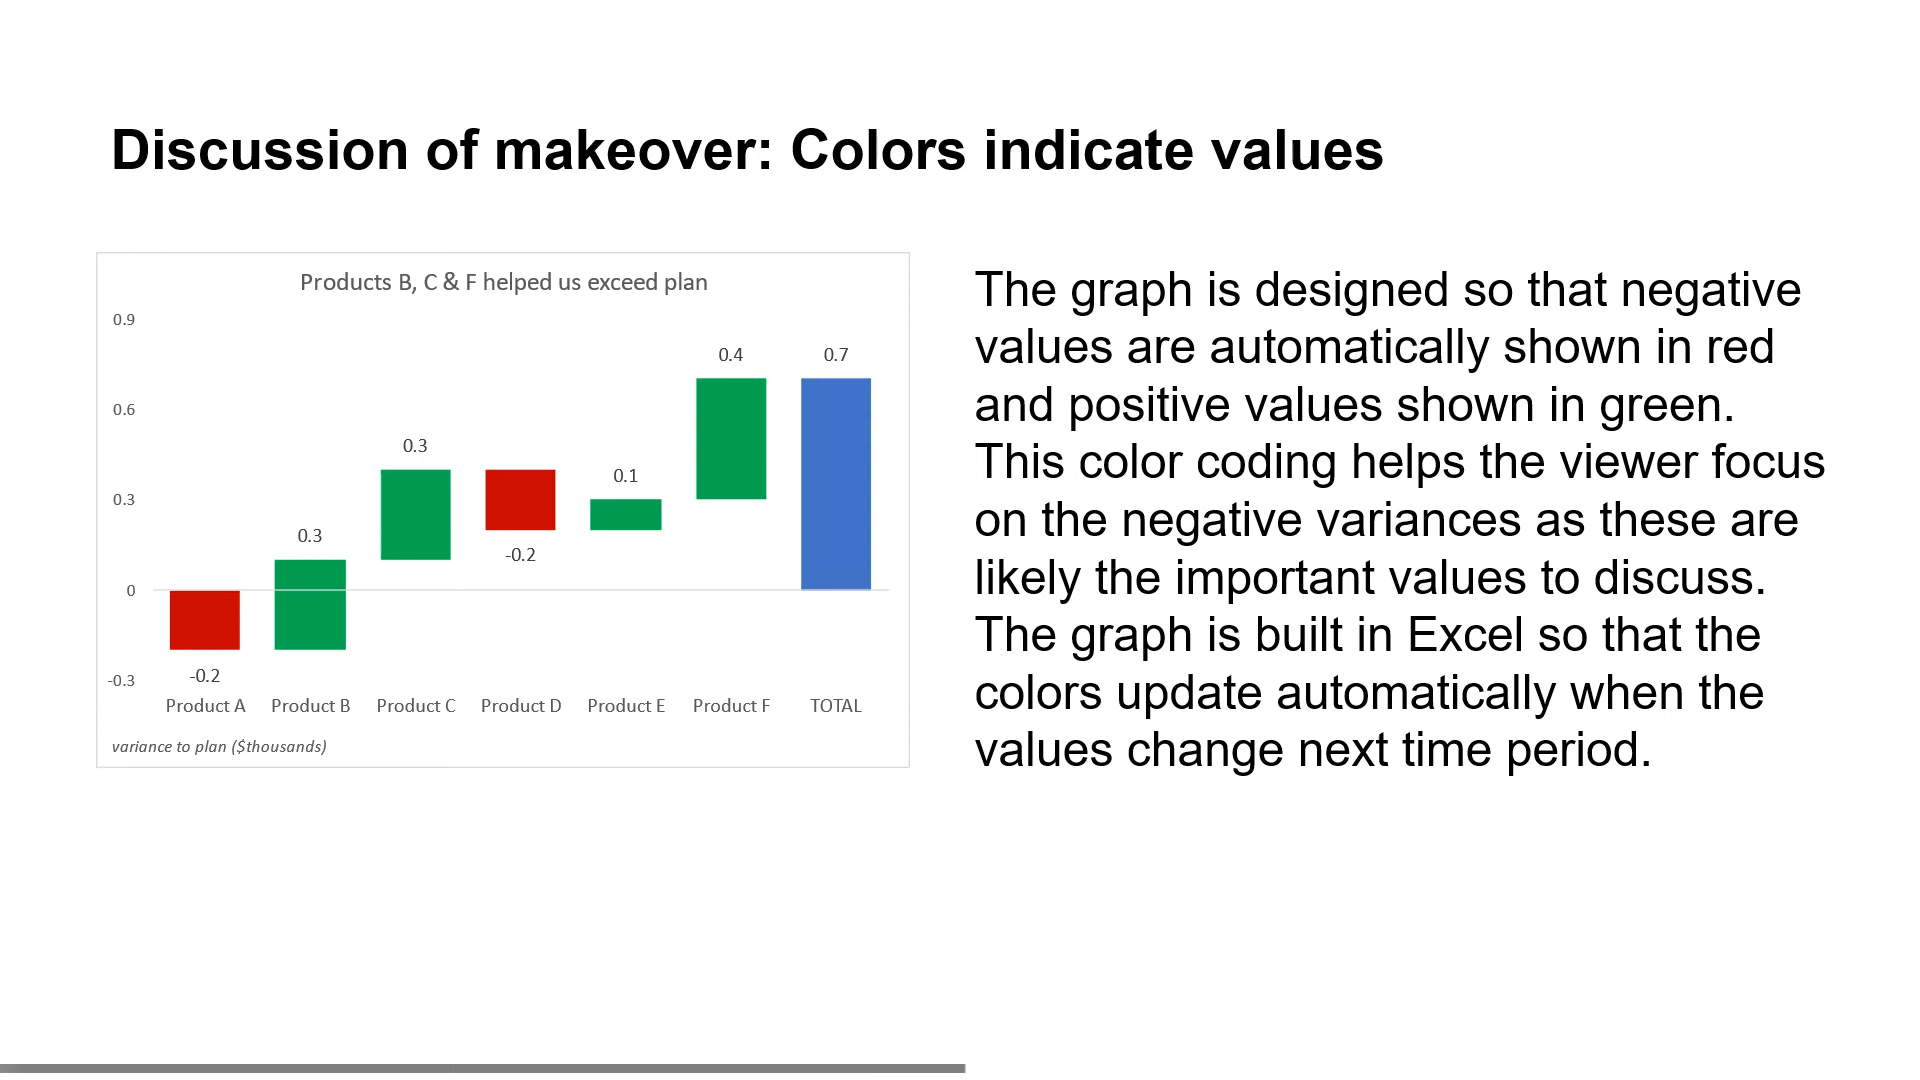 Discussion of makeover: Colors indicate values
Products B, C & F helped us exceed plan
0.9
0.6
0.3
0
-0.3
-0.2
0.3
0.3
-0.2
0.1
0.4
0.7
Product A
Product B
Product C
Product D
Product E
Product F
TOTAL
variance to plan ($thousands)
The graph is designed so that negative
values are automatically shown in red
and positive values shown in green.
This color coding helps the viewer focus
on the negative variances as these are
likely the important values to discuss.
The graph is built in Excel so that the
colors update automatically when the
values change next time period.